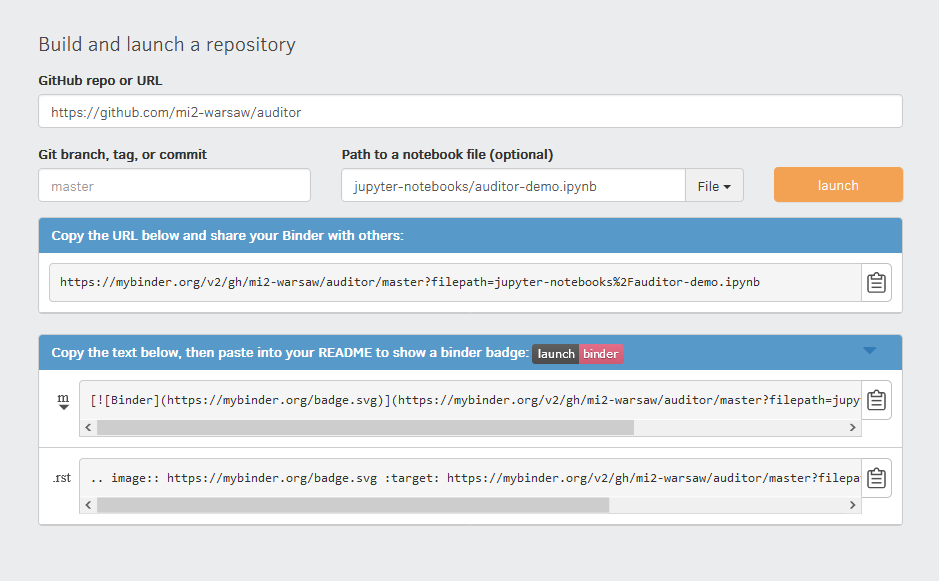 Build and launch a repository
GitHub repo or URL
https://github.com/mi2-warsaw/auditor
Git branch, tag, or commit
Path to a notebook file (optional)
master
jupyter-notebooks/auditor-demo.ipynb
File
launch
Copy the URL below and share your Binder with others:
https://mybinder.org/v2/gh/mi2-warsaw/auditor/master?filepath=jupyter-notebooks%2Fauditor-demo.ipynb
Copy the text below, then paste into your README to show a binder badge: launch binder
m
[![Binder](https://mybinder.org/badge.svg)](https://mybinder.org/v2/gh/mi2-warsaw/auditor/master?filepath=jupy
.rst
.. image:: https://mybinder.org/badge.svg :target: https://mybinder.org/v2/gh/mi2-warsaw/auditor/master?filepa